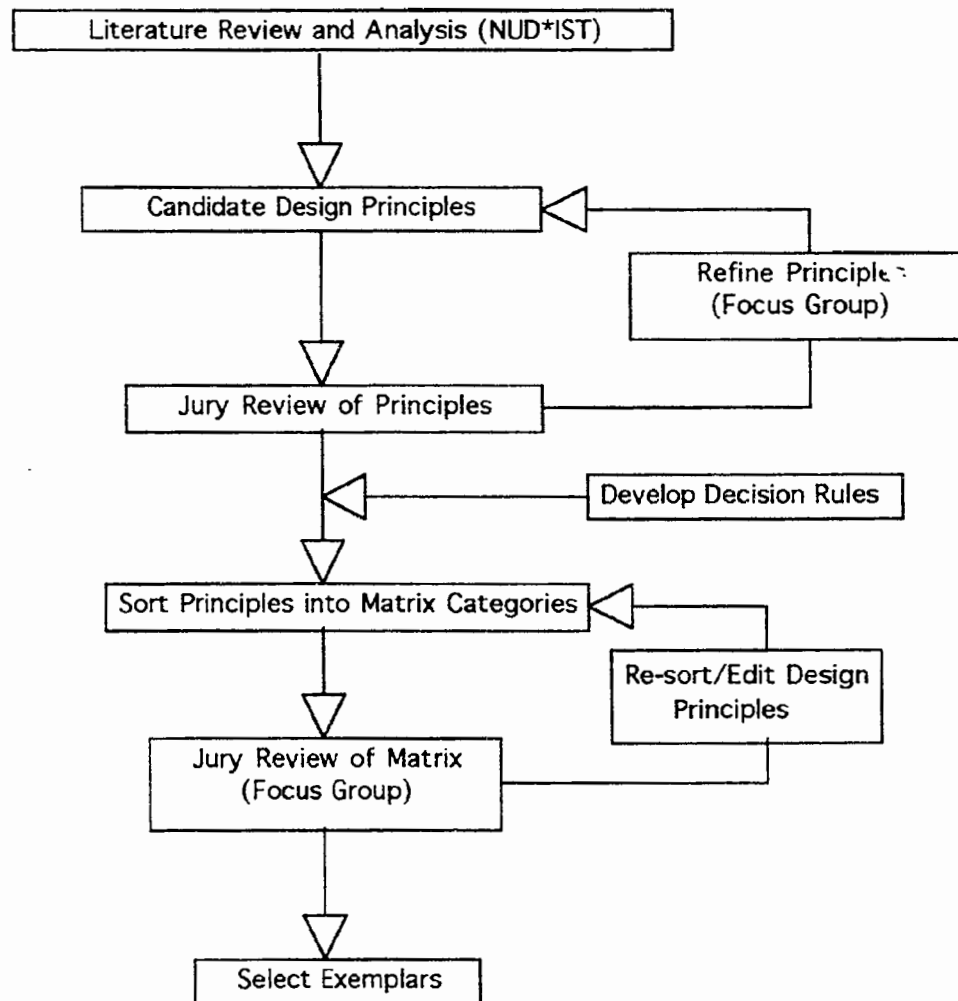 Literature Review and Analysis (NUD*IST)
Candidate Design Principles
Refine
(Focus Group)
Jury Review of Principles
Develop Decision Rules
Sort Principles into Matrix Categories
Re-sort/Edit Design
Principles
Jury Review of Matrix
(Focus Group)
Select Exemplars